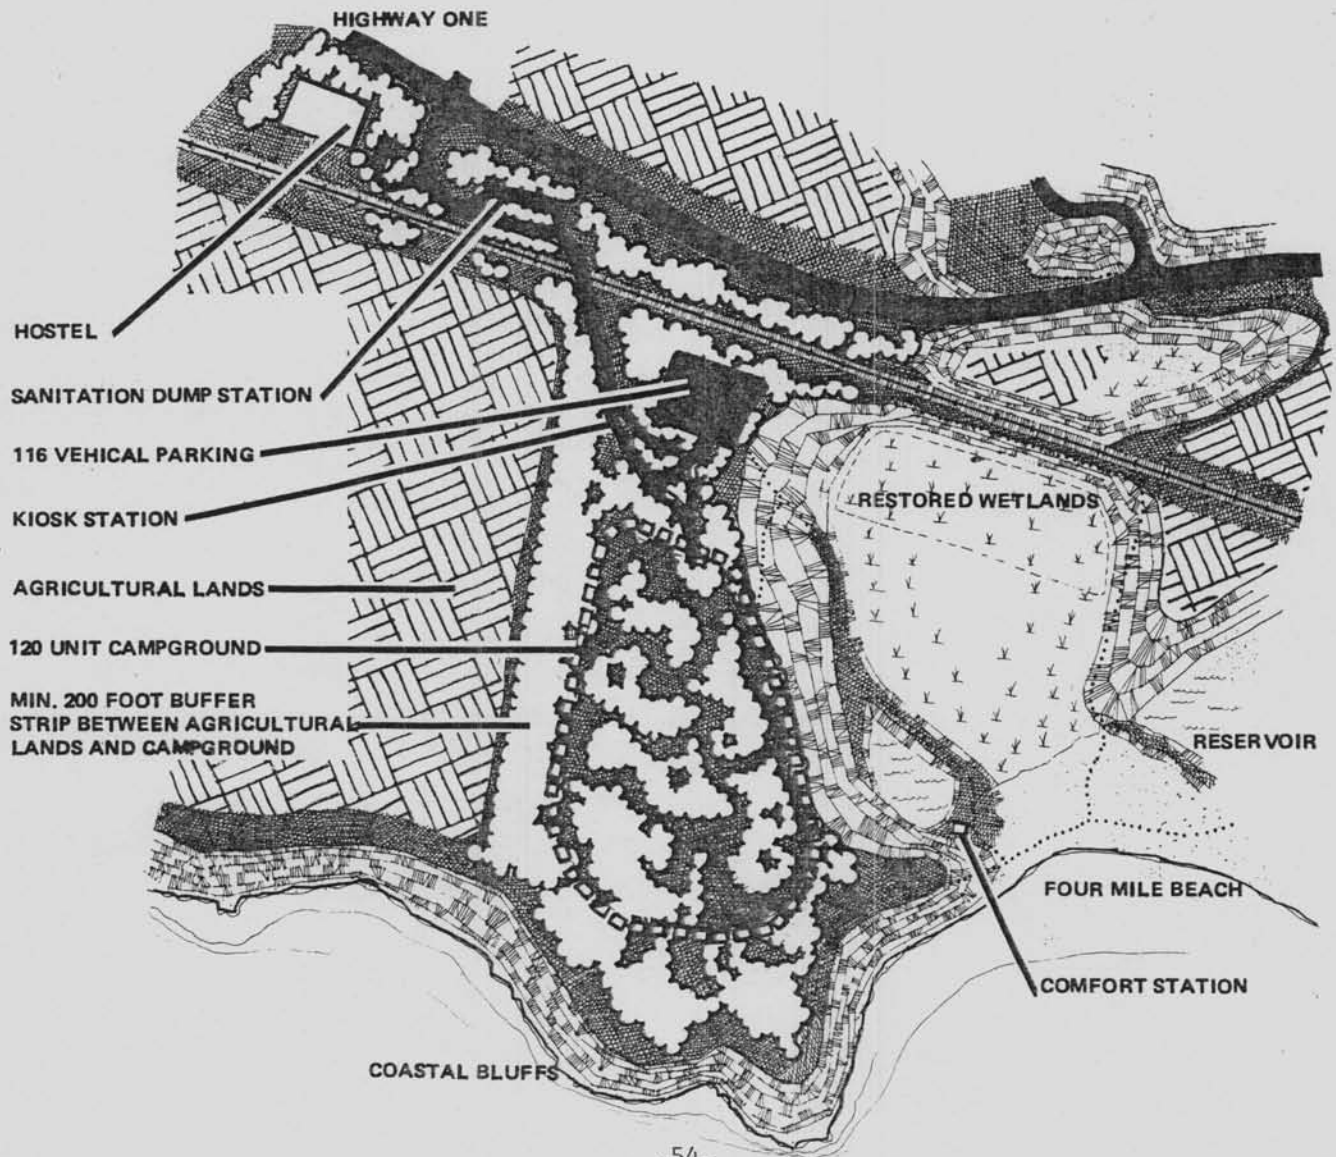 HIGHWAY ONE
HOSTEL
SANITATION DUMP STATION
116 VEHICAL PARKING
KIOSK STATION
AGRICULTURAL LANDS
120 UNIT CAMPGROUND
MIN. 200 FOOT BUFFER
STRIP BETWEEN AGRICULTURAL
LANDS AND CAMPGROUND
RESTORED WETLANDS
RESERVOIR
FOUR MILE BEACH
COMFORT STATION
COASTAL BLUFFS
54